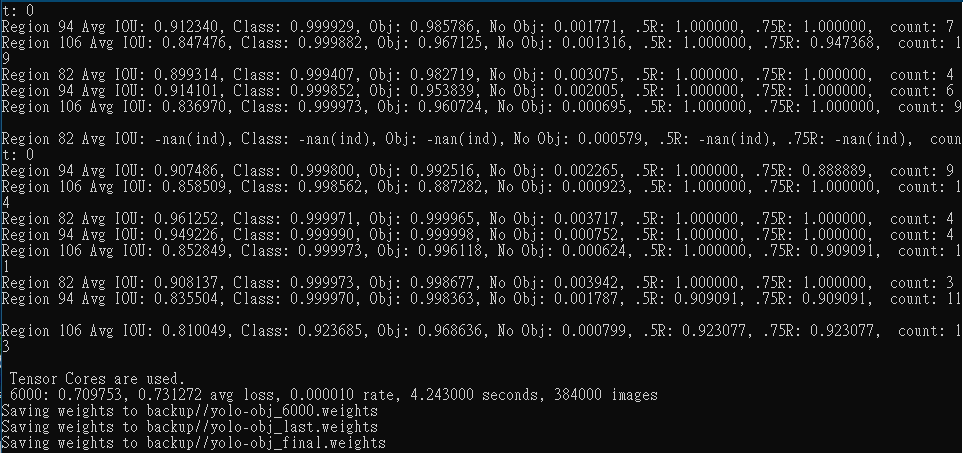 t: 0
Region 94 Avg IOU: 0.912340, Class: 0.999929, Obj: 0.985786, No Obj: 0.001771, .5R: 1.000000, .75R: 1.000000,  count: 7
Region 106 Avg IOU: 0.847476, Class: 0.999882, Obj: 0.967125, No Obj: 0.001316, .5R: 1.000000, .75R: 0.947368,  count: 1
9
Region 82 Avg IOU: 0.899314, Class: 0.999407, Obj: 0.982719, No Obj: 0.003075, .5R: 1.000000, .75R: 1.000000,  count: 4
Region 94 Avg IOU: 0.914101, Class: 0.999852, Obj: 0.953839, No Obj: 0.002005, .5R: 1.000000, .75R: 1.000000,  count: 6
Region 106 Avg IOU: 0.836970, Class: 0.999973, Obj: 0.960724, No Obj: 0.000695, .5R: 1.000000, .75R: 1.000000,  count: 9
Region 82 Avg IOU: -nan(ind), Class: -nan(ind), Obj: -nan(ind), No Obj: 0.000579, .5R: -nan(ind), .75R: -nan(ind),  coun
t: 0
Region 94 Avg IOU: 0.907486, Class: 0.999800, Obj: 0.992516, No Obj: 0.002265, .5R: 1.000000, .75R: 0.888889,  count: 9
Region 106 Avg IOU: 0.858509, Class: 0.998562, Obj: 0.887282, No Obj: 0.000923, .5R: 1.000000, .75R: 1.000000,  count: 1
4
Region 82 Avg IOU: 0.961252, Class: 0.999971, Obj: 0.999965, No Obj: 0.003717, .5R: 1.000000, .75R: 1.000000,  count: 4
Region 94 Avg IOU: 0.949226, Class: 0.999990, Obj: 0.999998, No Obj: 0.000752, .5R: 1.000000, .75R: 1.000000,  count: 4
Region 106 Avg IOU: 0.852849, Class: 0.999973, Obj: 0.996118, No Obj: 0.000624, .5R: 1.000000, .75R: 0.909091,  count: 1
1
Region 82 Avg IOU: 0.908137, Class: 0.999973, Obj: 0.998677, No Obj: 0.003942, .5R: 1.000000, .75R: 1.000000,  count: 3
Region 94 Avg IOU: 0.835504, Class: 0.999970, Obj: 0.998363, No Obj: 0.001787, .5R: 0.909091, .75R: 0.909091,  count: 11
Region 106 Avg IOU: 0.810049, Class: 0.923685, Obj: 0.968636, No Obj: 0.000799, .5R: 0.923077, .75R: 0.923077,  count: 1
3
Tensor Cores are used.
6000: 0.709753, 0.731272 avg loss, 0.000010 rate, 4.243000 seconds, 384000 images
Saving weights to backup//yolo-obj_6000.weights
Saving weights to backup//yolo-obj_last.weights
Saving weights to backup//yolo-obj_final.weights